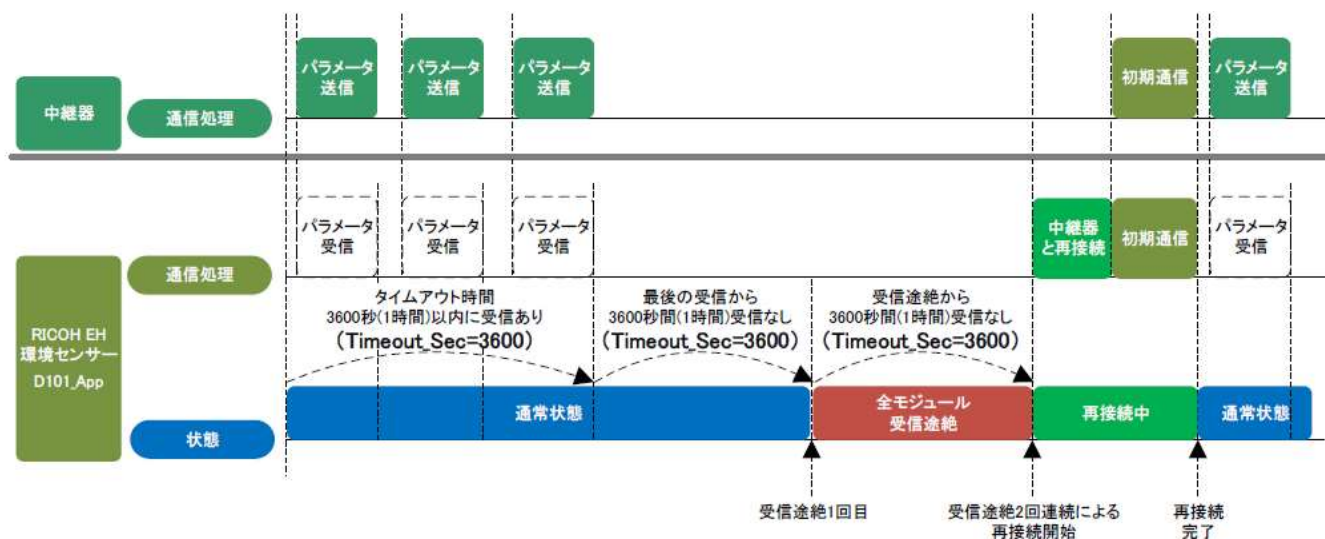 パラメータ
送信
パラメータ
送信
パラメータ
送信
初期通信
パラメータ
送信
中継器
通信処理
パラメータ
受信
パラメータ
受信
パラメータ
受信
中継器
と再接続
初期通信
パラメータ
受信
通信処理
タイムアウト時間
3600秒(1時間)以内に受信あり
(Timeout_Sec=3600)
最後の受信から
3600秒間(1時間)受信なし
(Timeout_Sec=3600)
受信途絶から
3600秒間(1時間)受信なし
(Timeout_Sec=3600)
RICOH EH
環境センサー
D101_App
状態
通常状態
全モジュール
受信途絶
再接続中
通常状態
受信途絶1回目
受信途絶2回連続による
再接続開始
再接続
完了